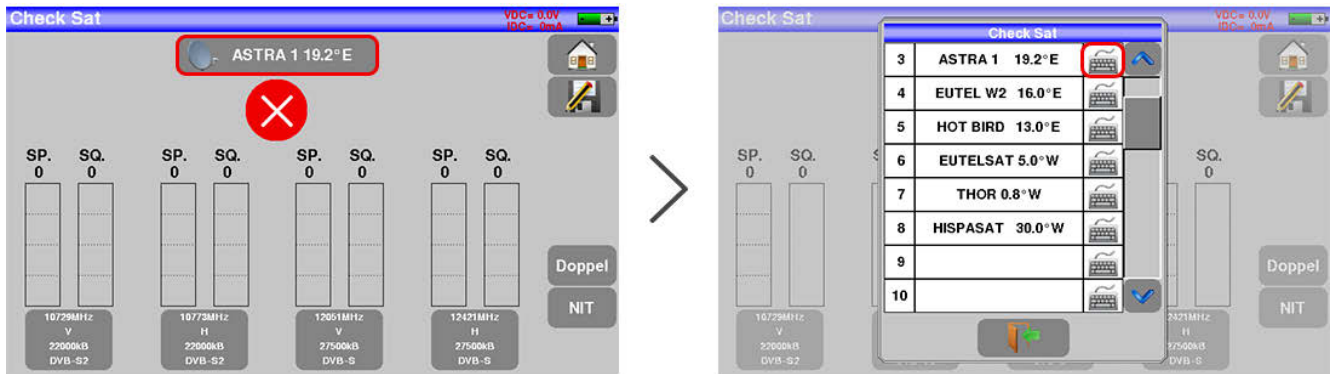 Check Sat
VDC= 0.0V
IDC= 0mA
ASTRA 1 19.2°E
SP. SQ. SP. SQ. SP. SQ. SP. SQ.
0 0 0 0 0 0 0 0
Doppel
NIT
10729MHz 10773MHz 12051MHz 12421MHz
V H V H
22000kB 22000kB 27500kB 27500kB
DVB-S2 DVB-S2 DVB-S DVB-S
Check Sat
VDC= 0.0V
IDC= 0mA
Check Sat
3 ASTRA 1 19.2°E
4 EUTEL W2 16.0°E
5 HOT BIRD 13.0°E
6 EUTELSAT 5.0°W
7 THOR 0.8°W
8 HISPASAT 30.0°W
9
10
SP. SQ. SQ.
0 0 0
Doppel
NIT
10729MHz
V H
22000kB 27500kB
DVB-S2 DVB-S